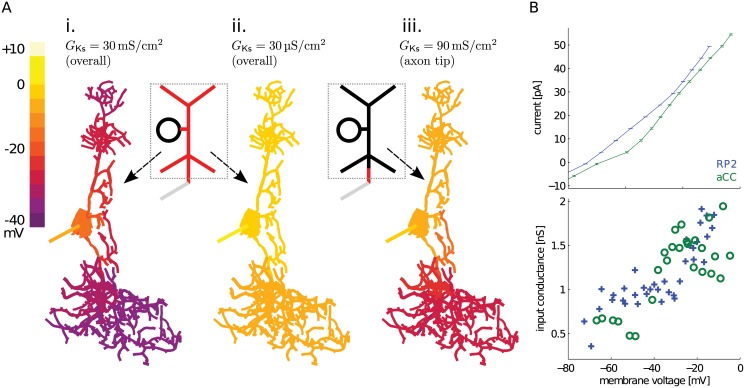 A
i.
G_Ks = 30 mS/cm²
(overall)
ii.
G_Ks = 30 µS/cm²
(overall)
iii.
G_Ks = 90 mS/cm²
(axon tip)
+10
0
-20
-40
mV
B
50
40
30
20
10
0
−10
current [pA]
RP2
aCC
2
1.5
1
0.5
input conductance [nS]
−80
−60
−40
−20
0
membrane voltage [mV]